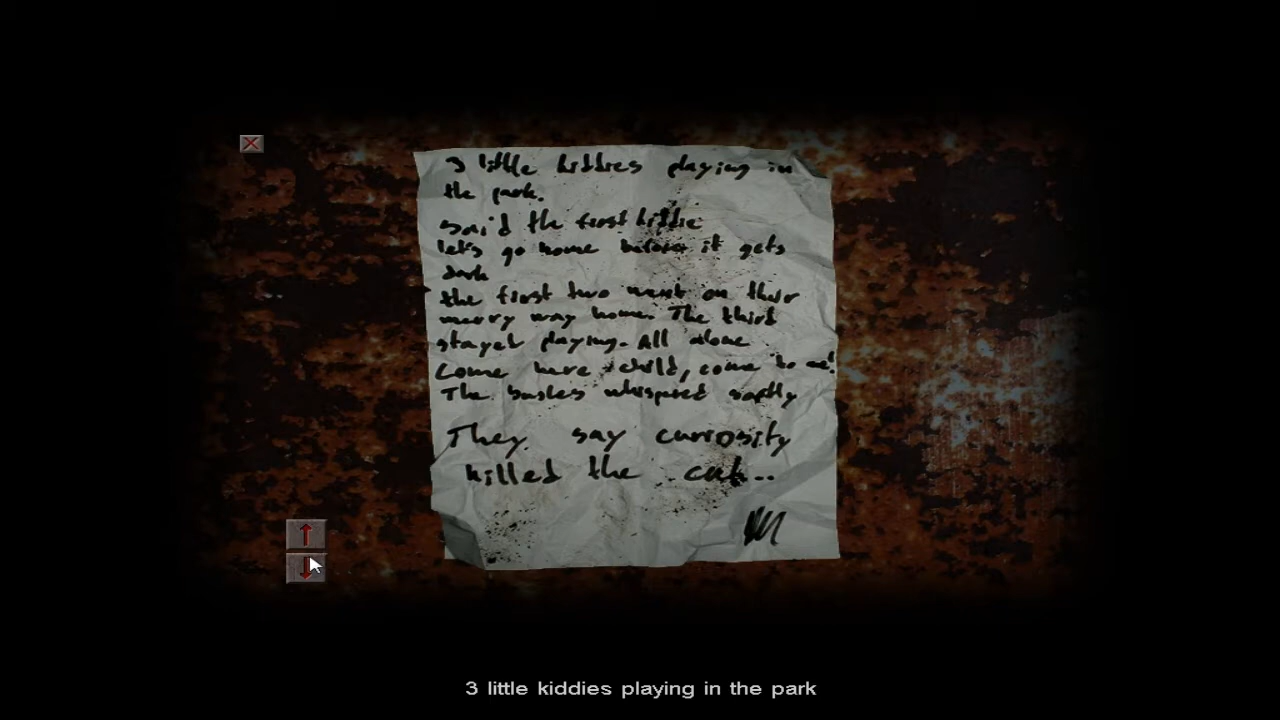 3 little kiddies playing in
the park.
said the first kiddie
let's go home before it gets
dark
the first two went on their
merry way home. The third
stayed playing. All alone
Come here child, come to me!
The bushes whispered softly
They say curiosity
killed the cat..
3 little kiddies playing in the park